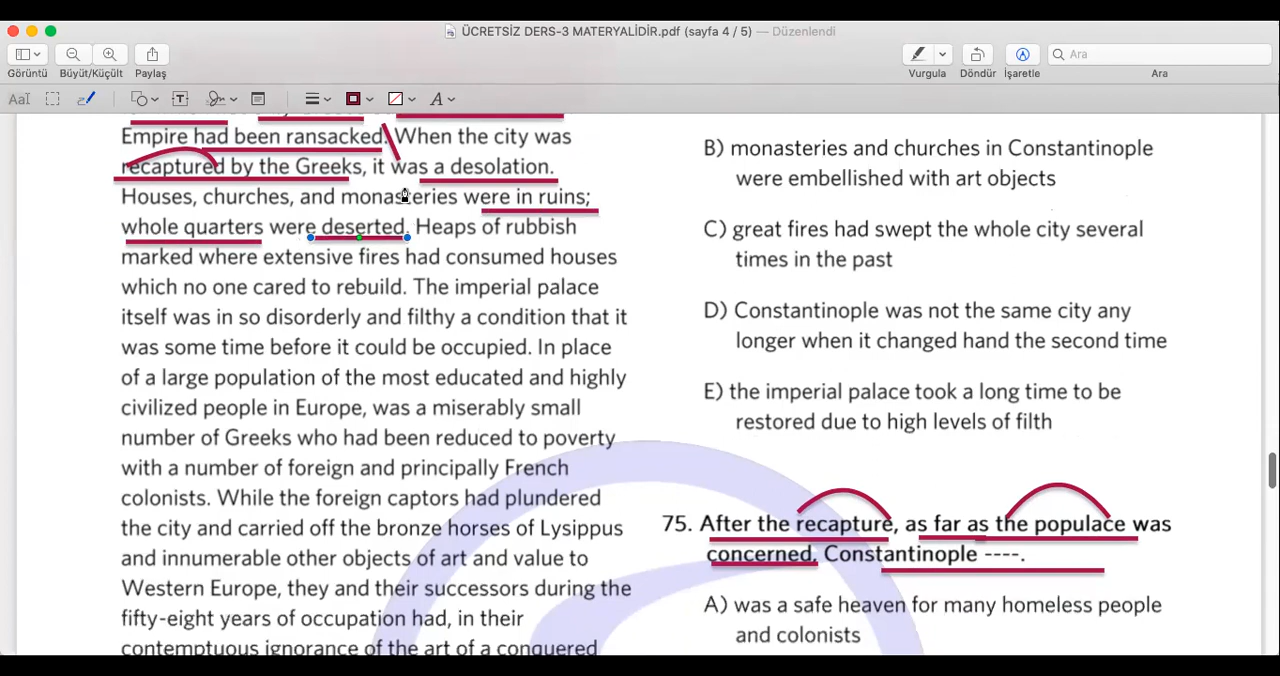 ÜCRETSİZ DERS-3 MATERYALİDİR.pdf (sayfa 4 / 5) — Düzenlendi
Görüntü
Büyüt/Küçült
Paylaş
Vurgula
Döndür
İşaretle
Ara
Ara
Empire had been ransacked. When the city was
recaptured by the Greeks, it was a desolation.
Houses, churches, and monasteries were in ruins;
whole quarters were deserted. Heaps of rubbish
marked where extensive fires had consumed houses
which no one cared to rebuild. The imperial palace
itself was in so disorderly and filthy a condition that it
was some time before it could be occupied. In place
of a large population of the most educated and highly
civilized people in Europe, was a miserably small
number of Greeks who had been reduced to poverty
with a number of foreign and principally French
colonists. While the foreign captors had plundered
the city and carried off the bronze horses of Lysippus
and innumerable other objects of art and value to
Western Europe, they and their successors during the
fifty-eight years of occupation had, in their
contemptuous ignorance of the art of a conquered
B) monasteries and churches in Constantinople
were embellished with art objects
C) great fires had swept the whole city several
times in the past
D) Constantinople was not the same city any
longer when it changed hand the second time
E) the imperial palace took a long time to be
restored due to high levels of filth
75. After the recapture, as far as the populace was
concerned, Constantinople ----.
A) was a safe heaven for many homeless people
and colonists